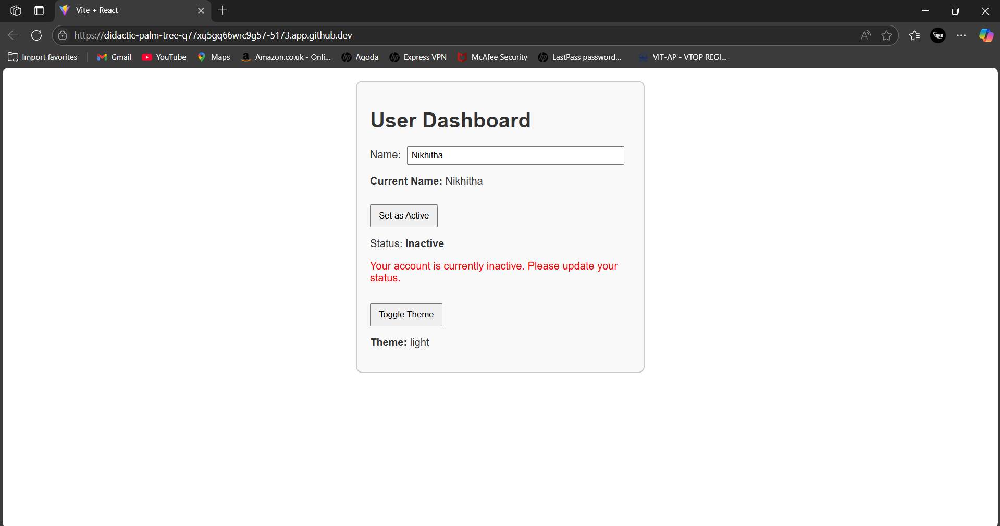 Vite + React
https://didactic-palm-tree-q77xq5gq66wrc9g57-5173.app.github.dev
Import favorites Gmail YouTube Maps Amazon.co.uk - Onli... Agoda Express VPN McAfee Security LastPass password... VIT-AP - VTOP REGI...
User Dashboard
Name: Nikhitha
Current Name: Nikhitha
Set as Active
Status: Inactive
Your account is currently inactive. Please update your
status.
Toggle Theme
Theme: light